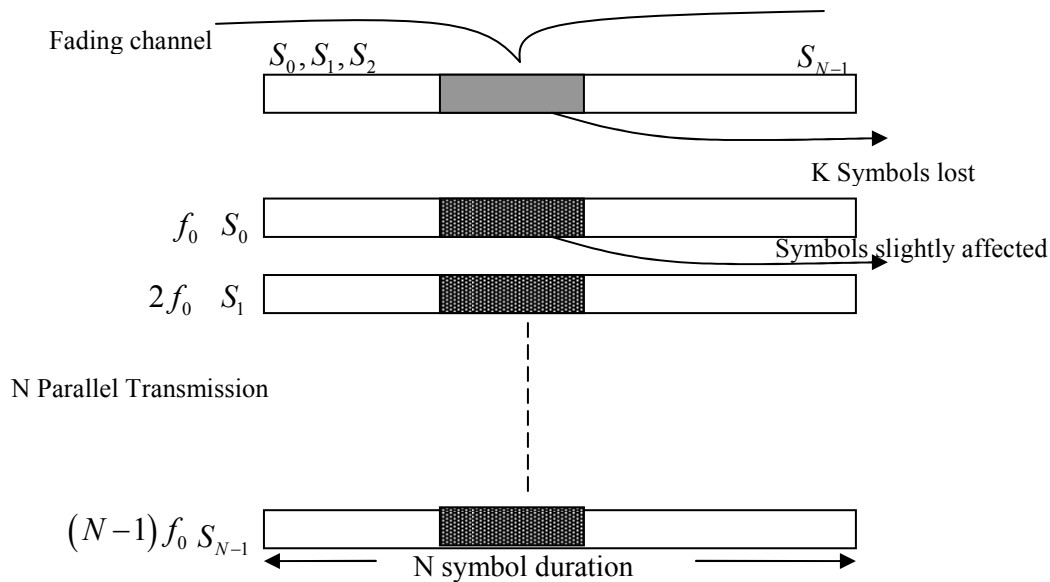 Fading channel
S_0, S_1, S_2
S_{N-1}
K Symbols lost
f_0 S_0
Symbols slightly affected
2f_0 S_1
N Parallel Transmission
(N-1)f_0 S_{N-1}
N symbol duration